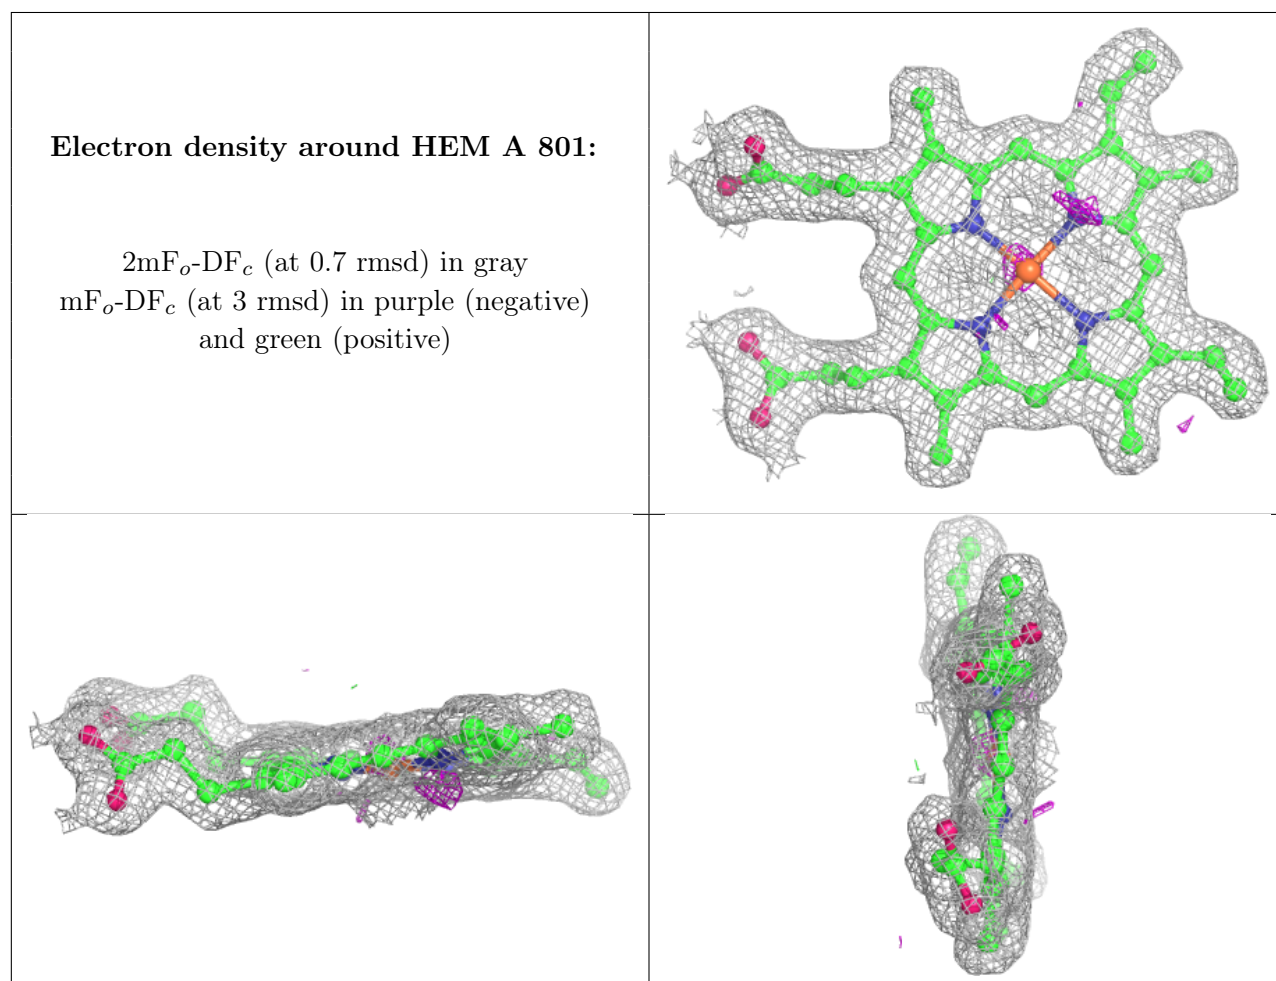 Electron density around HEM A 801:
2mFₒ-DF𝒸 (at 0.7 rmsd) in gray
mFₒ-DF𝒸 (at 3 rmsd) in purple (negative)
and green (positive)